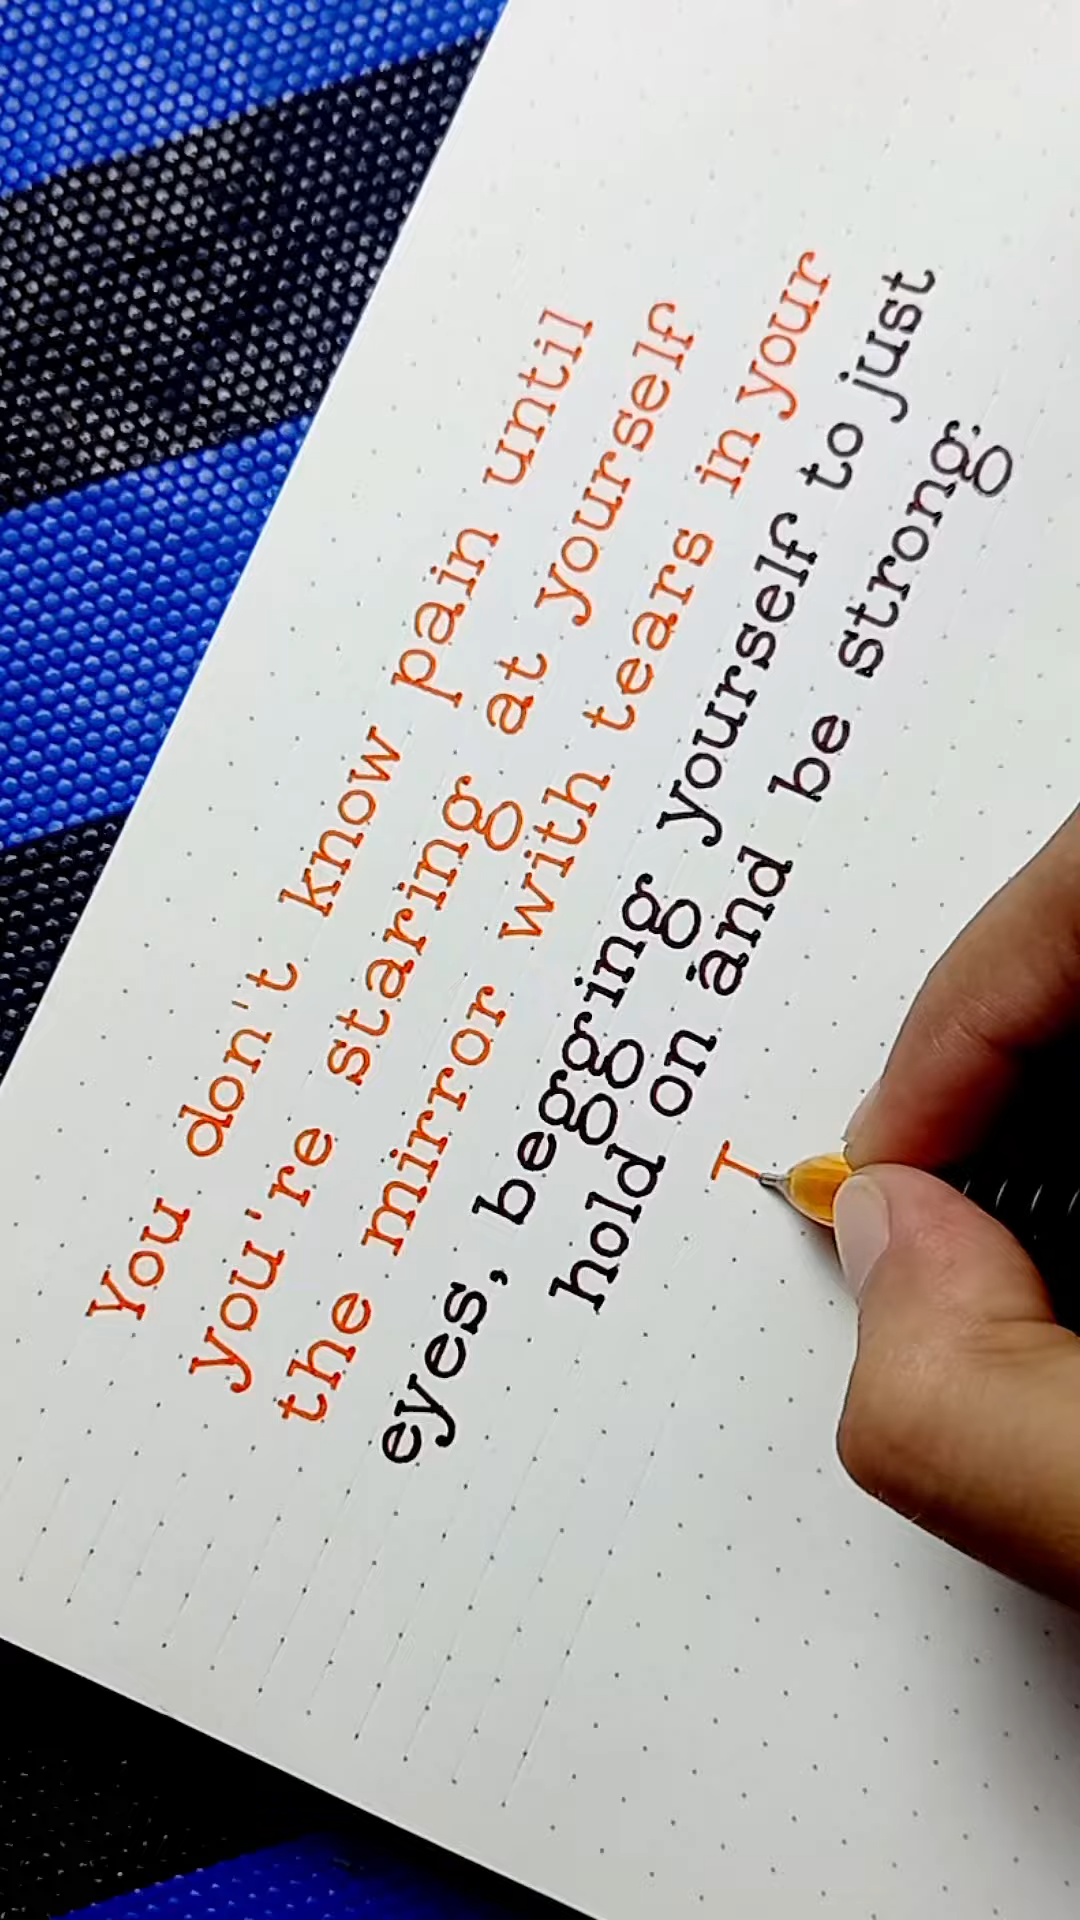 You don't know pain until
you're staring at yourself
the mirror with tears in your
eyes, begging yourself to just
hold on and be strong.
T